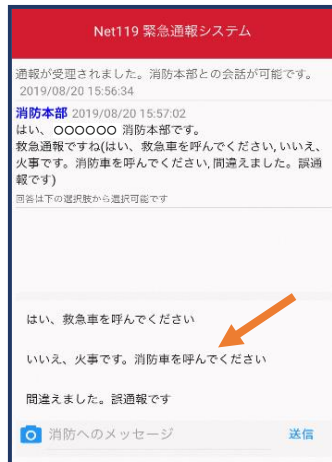 Net119 緊急通報システム
通報が受理されました。消防本部との会話が可能です。
2019/08/20 15:56:34
消防本部 2019/08/20 15:57:02
はい、〇〇〇〇〇〇 消防本部です。
救急通報ですね(はい、救急車を呼んでください, いいえ、
火事です。消防車を呼んでください, 間違えました。誤通
報です)
回答は下の選択肢から選択可能です
はい、救急車を呼んでください
いいえ、火事です。消防車を呼んでください
間違えました。誤通報です
消防へのメッセージ
送信